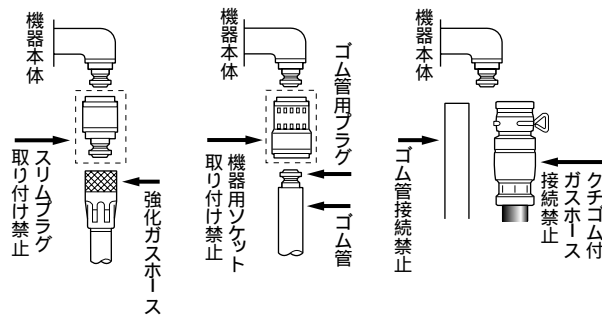 機器本体
スリムプラグ
取り付け禁止
強化ガスホース
機器本体
ゴム管用プラグ
機器用ソケット
取り付け禁止
ゴム管
機器本体
ゴム管接続禁止
クチゴム付
ガスホース
接続禁止